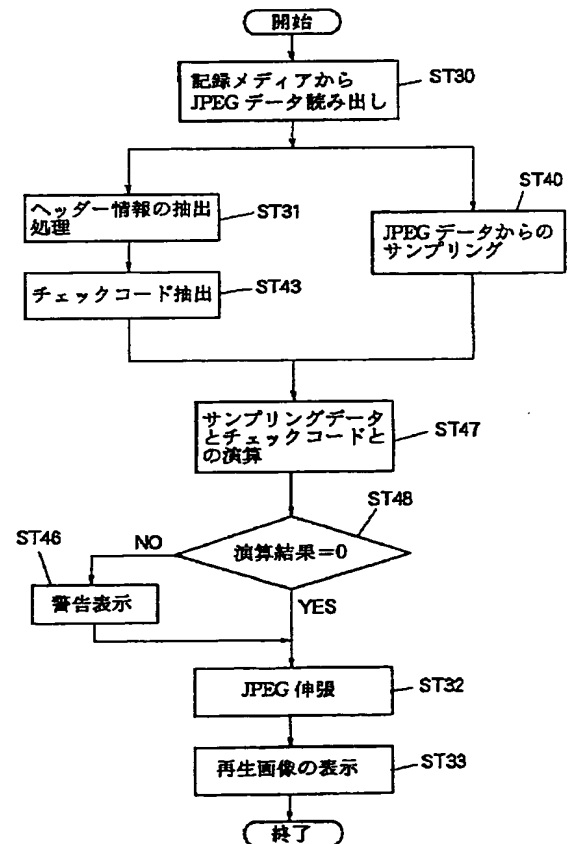 開始
記録メディアから
JPEG データ読み出し
ST30
ヘッダー情報の抽出
処理
ST31
ST40
JPEG データからの
サンプリング
チェックコード抽出
ST43
サンプリングデータ
とチェックコードと
の演算
ST47
ST48
演算結果=0
NO
ST46
警告表示
YES
JPEG 伸張
ST32
再生画像の表示
ST33
終了